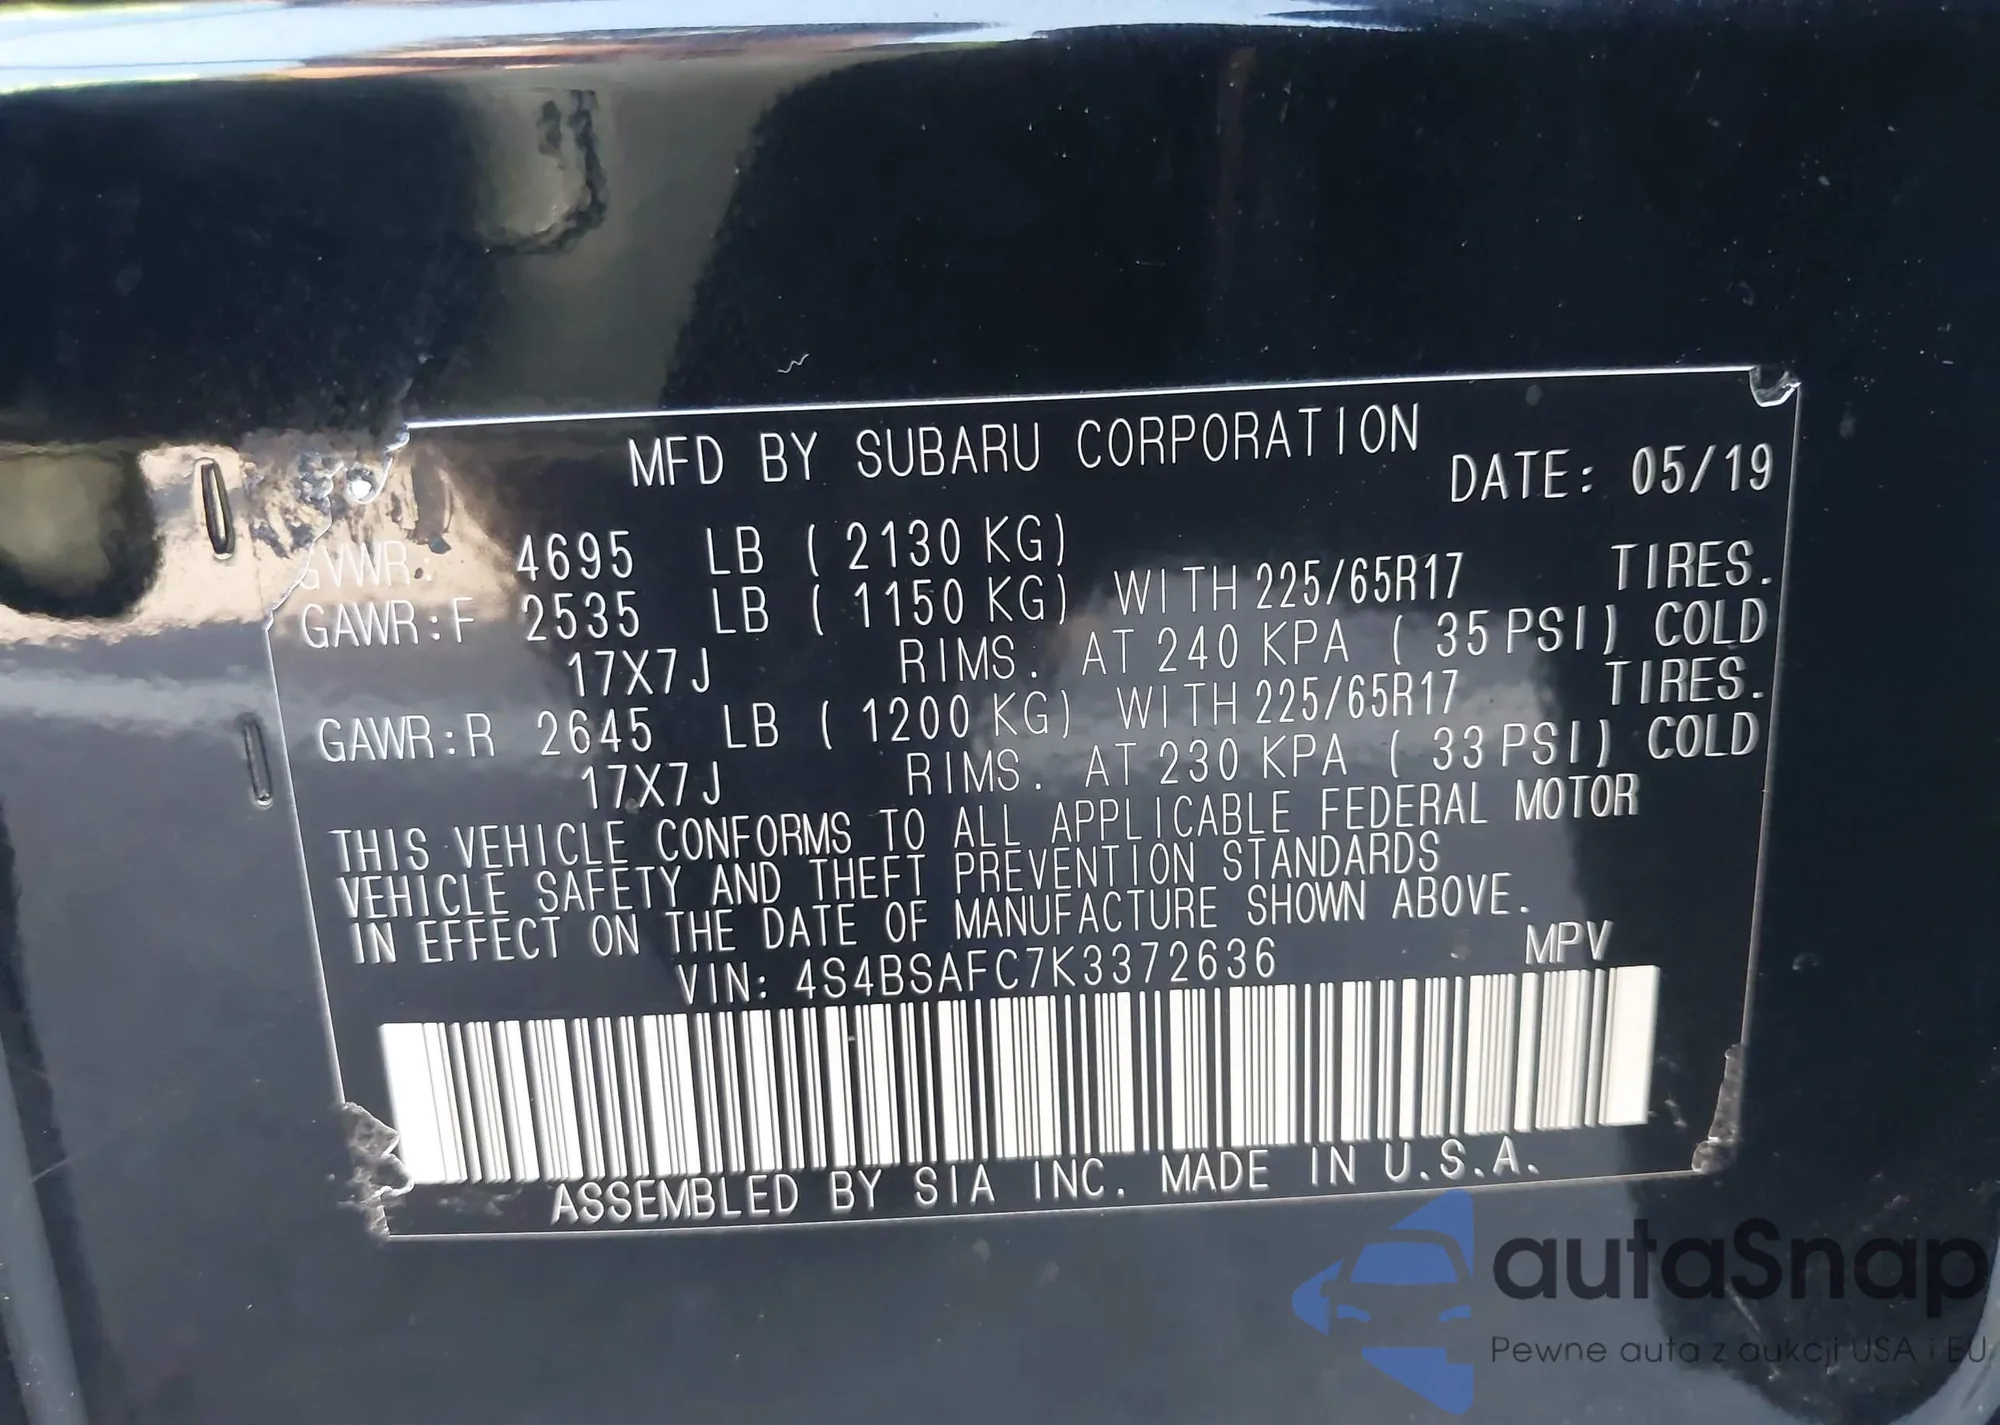 MFD BY SUBARU CORPORATION
DATE: 05/19
GVWR: 4695 LB ( 2130 KG)
GAWR:F 2535 LB ( 1150 KG) WITH 225/65R17 TIRES.
17X7J RIMS. AT 240 KPA ( 35 PSI) COLD
GAWR:R 2645 LB ( 1200 KG) WITH 225/65R17 TIRES.
17X7J RIMS. AT 230 KPA ( 33 PSI) COLD
THIS VEHICLE CONFORMS TO ALL APPLICABLE FEDERAL MOTOR
VEHICLE SAFETY AND THEFT PREVENTION STANDARDS
IN EFFECT ON THE DATE OF MANUFACTURE SHOWN ABOVE.
VIN: 4S4BSAFC7K3372636 MPV
ASSEMBLED BY SIA INC. MADE IN U.S.A.
autaSnap
Pewne auta z aukcji USA i EU